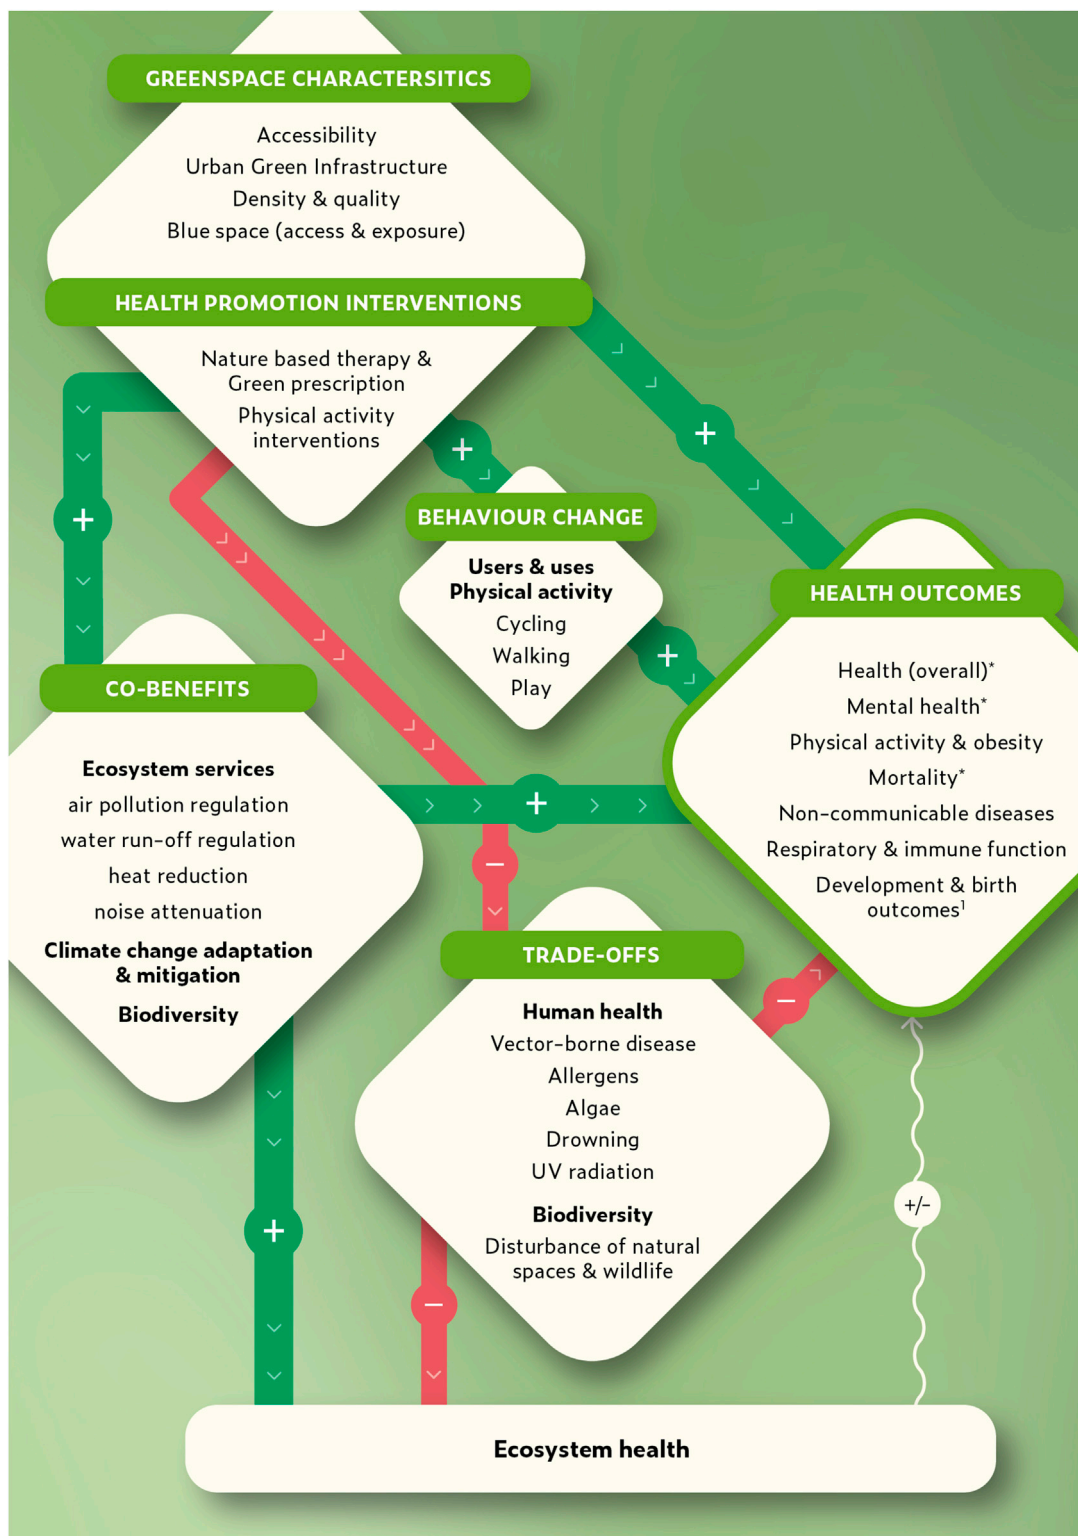 GREENSPACE CHARACTERSITICS
Accessibility
Urban Green Infrastructure
Density & quality
Blue space (access & exposure)
HEALTH PROMOTION INTERVENTIONS
Nature based therapy &
Green prescription
Physical activity
interventions
+
+
+
BEHAVIOUR CHANGE
Users & uses
Physical activity
Cycling
Walking
Play
+
HEALTH OUTCOMES
Health (overall)*
Mental health*
Physical activity & obesity
Mortality*
Non-communicable diseases
Respiratory & immune function
Development & birth
outcomes¹
CO-BENEFITS
Ecosystem services
air pollution regulation
water run-off regulation
heat reduction
noise attenuation
Climate change adaptation
& mitigation
Biodiversity
+
−
TRADE-OFFS
Human health
Vector-borne disease
Allergens
Algae
Drowning
UV radiation
Biodiversity
Disturbance of natural
spaces & wildlife
−
+/-
+
−
Ecosystem health